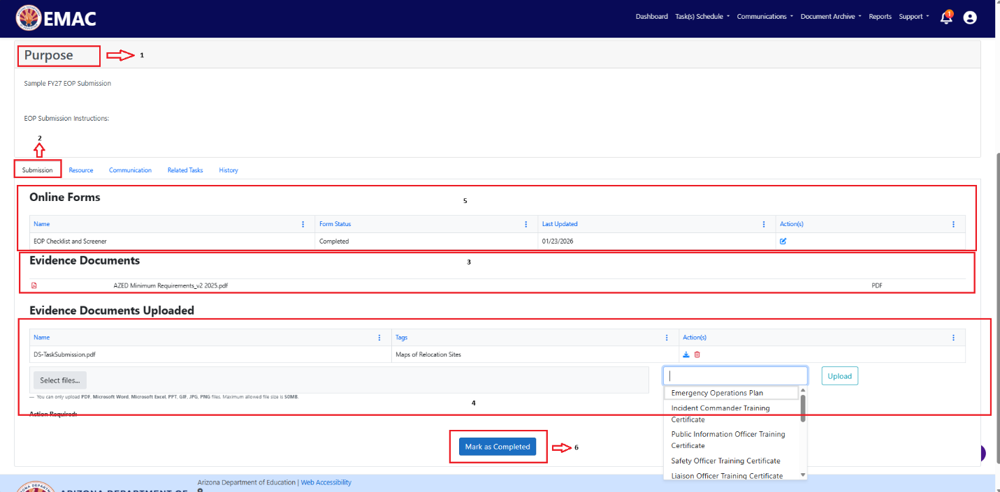 EMAC
Dashboard Task(s) Schedule Communications Document Archive Reports Support 1
Purpose 1
Sample FY27 EOP Submission
EOP Submission Instructions:
2
Submission Resource Communication Related Tasks History
Online Forms
5
Name Form Status Last Updated Action(s)
EOP Checklist and Screener Completed 01/23/2026
Evidence Documents 3
AZED Minimum Requirements_v2 2025.pdf PDF
Evidence Documents Uploaded
Name Tags Action(s)
DS-TaskSubmission.pdf Maps of Relocation Sites
Select files... Upload
— You can only upload PDF, Microsoft Word, Microsoft Excel, PPT, GIF, JPG, PNG files. Maximum allowed file size is 50MB.
4
Action Required:
Emergency Operations Plan
Incident Commander Training
Certificate
Public Information Officer Training
Certificate
Safety Officer Training Certificate
Liaison Officer Training Certificate
Mark as Completed 6
Arizona Department of Education | Web Accessibility
ARIZONA DEPARTMENT OF